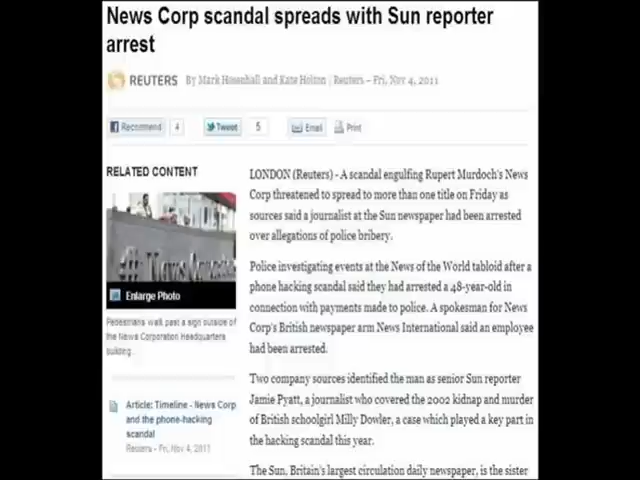 News Corp scandal spreads with Sun reporter
arrest
REUTERS By Mark Hosenball and Kate Holton | Reuters – Fri, Nov 4, 2011
Recommend 4 Tweet 5 Email Print
RELATED CONTENT
News Corporation
Enlarge Photo
Pedestrians walk past a sign outside of
the News Corporation Headquarters
building
Article: Timeline - News Corp
and the phone-hacking
scandal
Reuters - Fri, Nov 4, 2011
LONDON (Reuters) - A scandal engulfing Rupert Murdoch's News
Corp threatened to spread to more than one title on Friday as
sources said a journalist at the Sun newspaper had been arrested
over allegations of police bribery.
Police investigating events at the News of the World tabloid after a
phone hacking scandal said they had arrested a 48-year-old in
connection with payments made to police. A spokesman for News
Corp's British newspaper arm News International said an employee
had been arrested.
Two company sources identified the man as senior Sun reporter
Jamie Pyatt, a journalist who covered the 2002 kidnap and murder
of British schoolgirl Milly Dowler, a case which played a key part in
the hacking scandal this year.
The Sun, Britain's largest circulation daily newspaper, is the sister